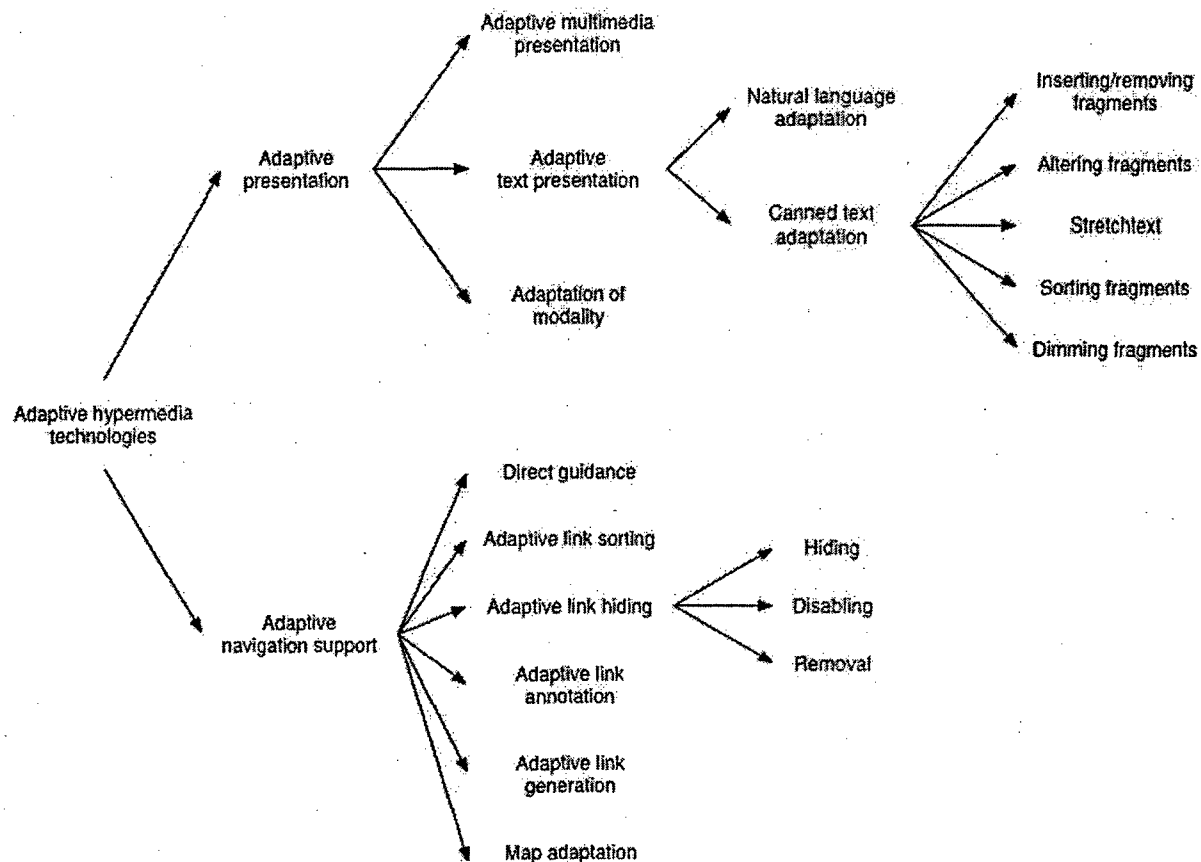 Adaptive multimedia
presentation
Inserting/removing
fragments
Natural language
adaptation
Adaptive
presentation
Adaptive
text presentation
Altering fragments
Canned text
adaptation
Stretchtext
Adaptation of
modality
Sorting fragments
Dimming fragments
Adaptive hypermedia
technologies
Direct guidance
Adaptive link sorting
Hiding
Adaptive link hiding
Disabling
Adaptive
navigation support
Removal
Adaptive link
annotation
Adaptive link
generation
Map adaptation